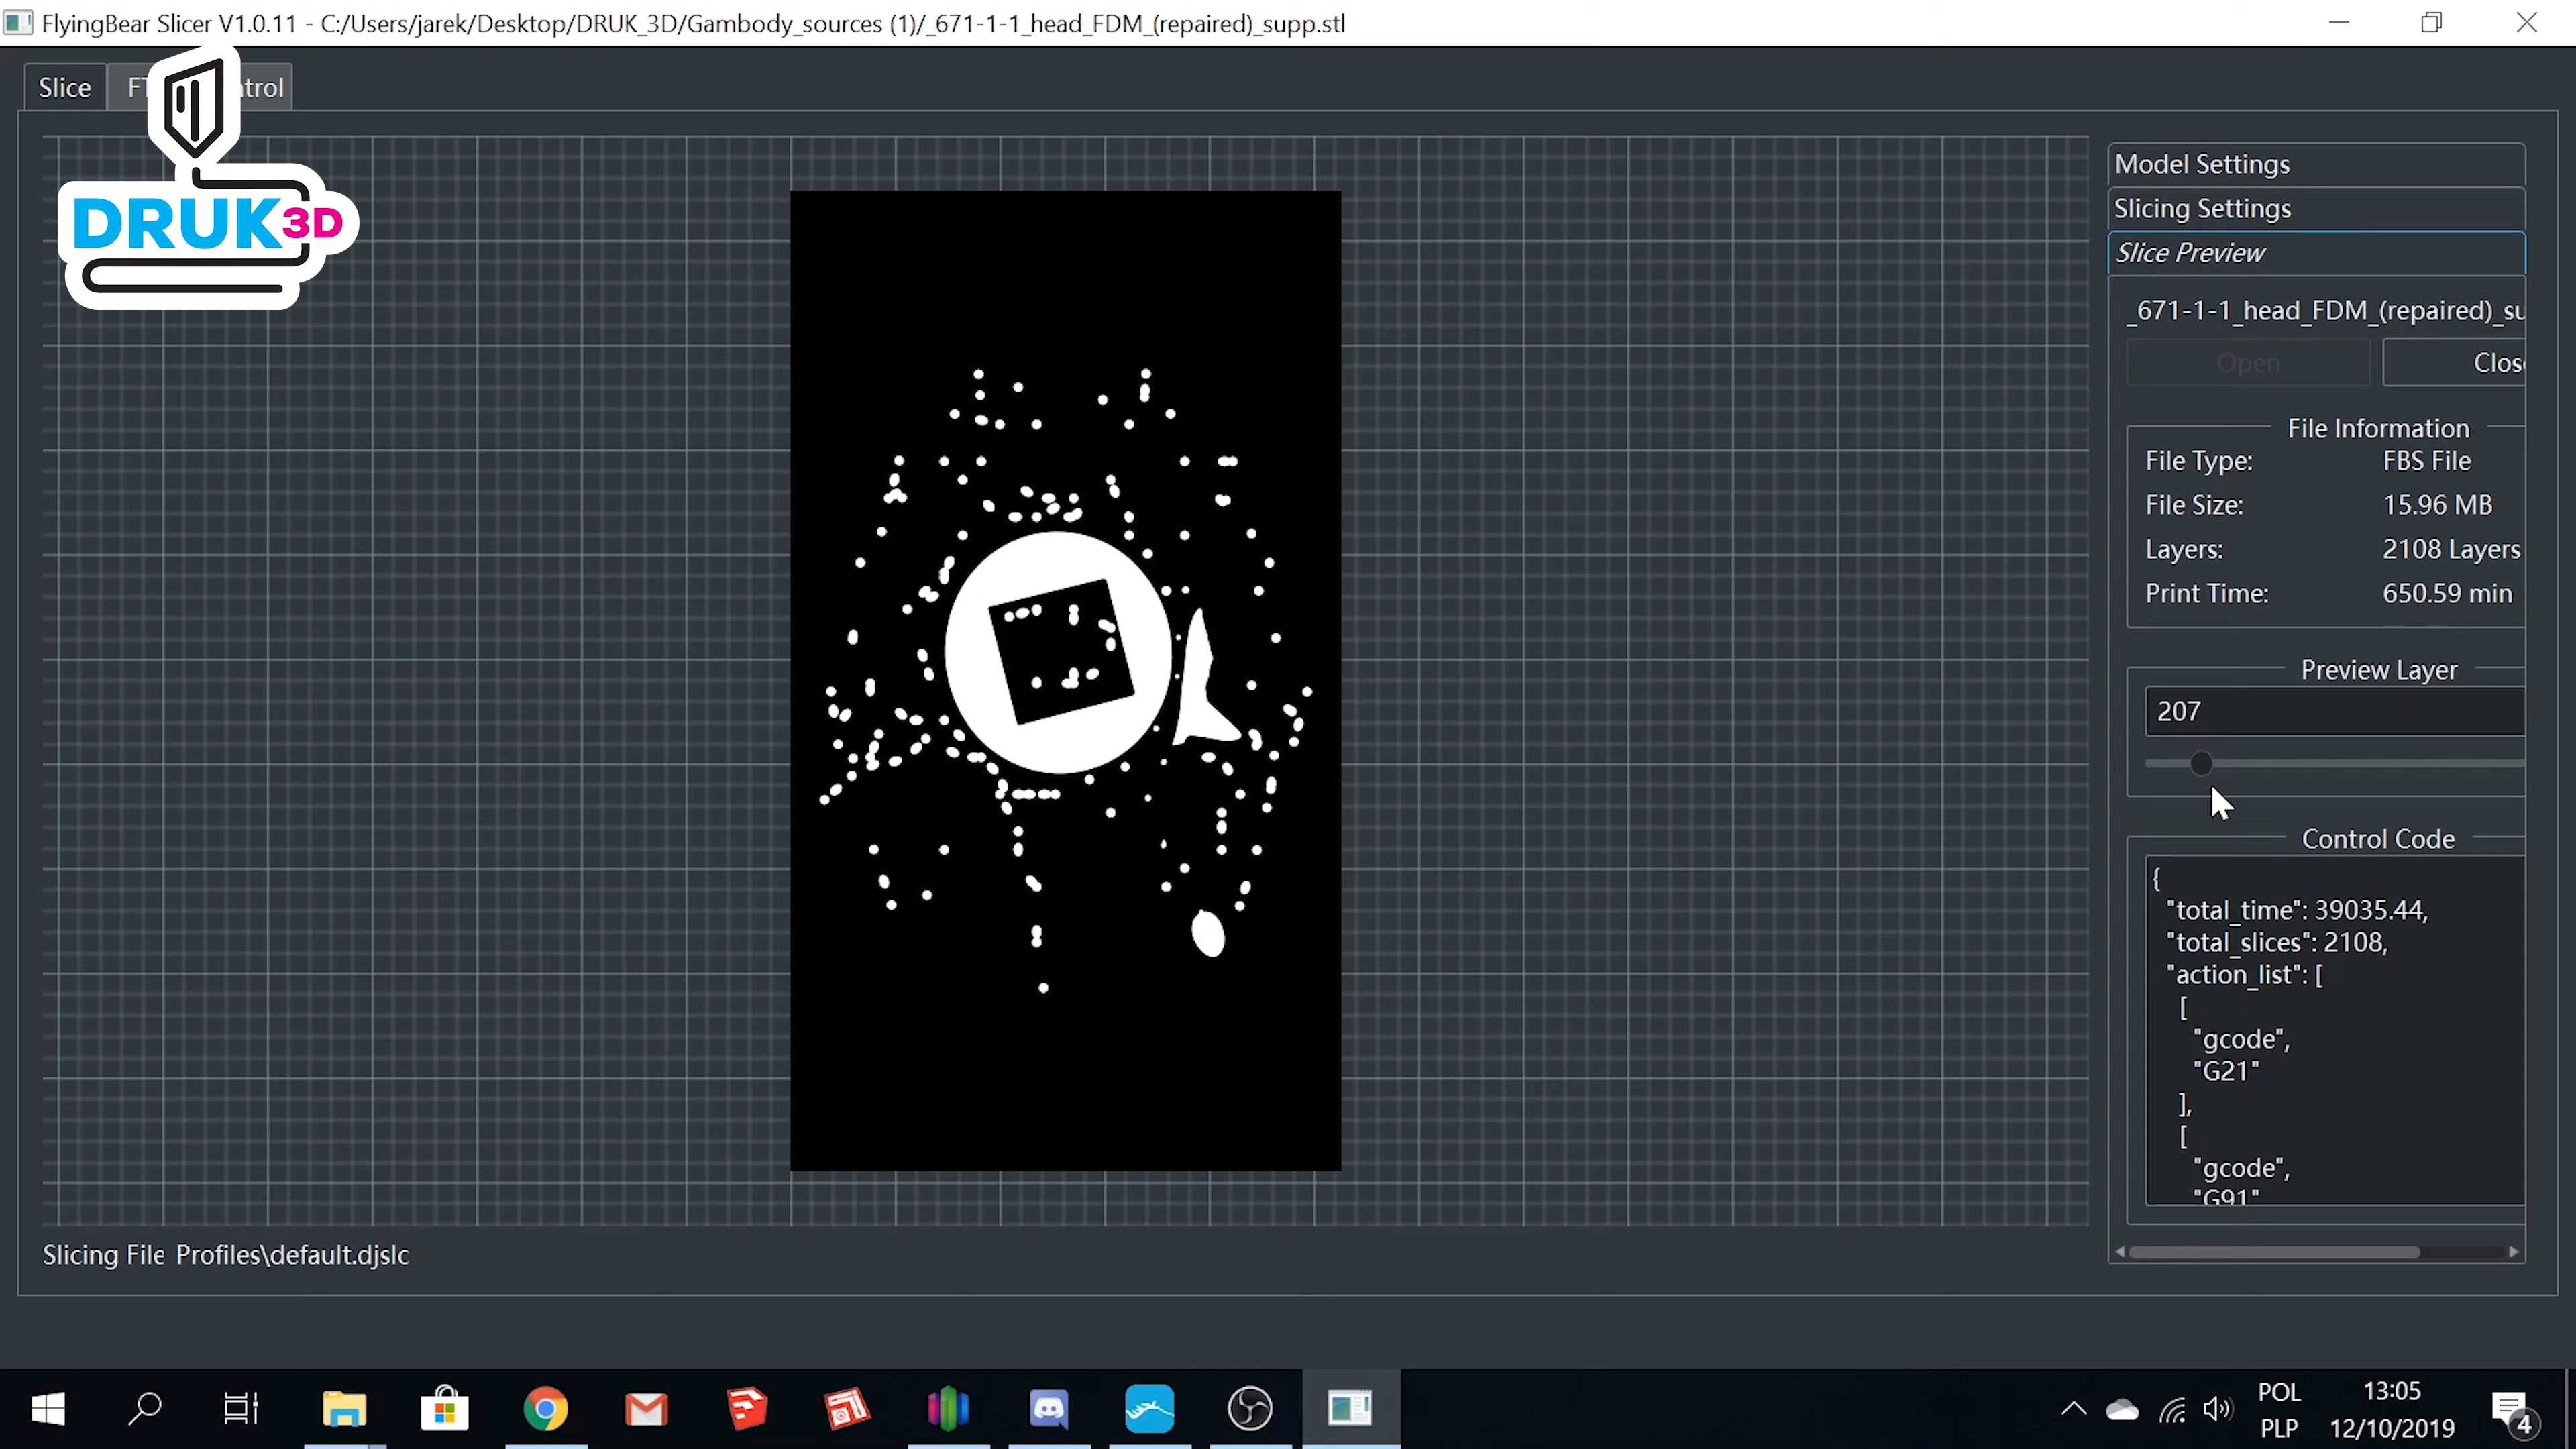 FlyingBear Slicer V1.0.11 - C:/Users/jarek/Desktop/DRUK_3D/Gambody_sources (1)/_671-1-1_head_FDM_(repaired)_supp.stl
Slice
DRUK3D
Model Settings
Slicing Settings
Slice Preview
_671-1-1_head_FDM_(repaired)_su
Open
Clos
File Information
File Type: FBS File
File Size: 15.96 MB
Layers: 2108 Layers
Print Time: 650.59 min
Preview Layer
207
Control Code
{
"total_time": 39035.44,
"total_slices": 2108,
"action_list": [
[
"gcode",
"G21"
],
[
"gcode",
"G91"
Slicing File Profiles\default.djslc
POL
PLP
13:05
12/10/2019
4